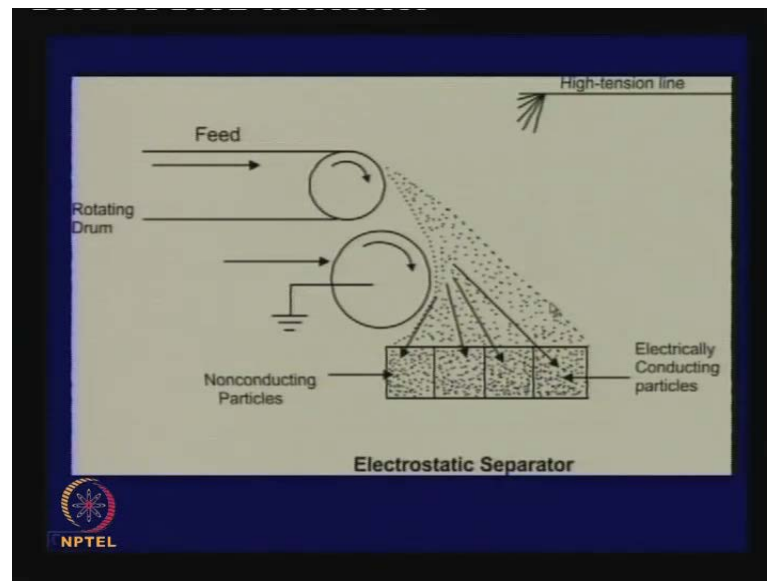 High-tension line
Feed
Rotating
Drum
Nonconducting
Particles
Electrically
Conducting
particles
Electrostatic Separator
NPTEL